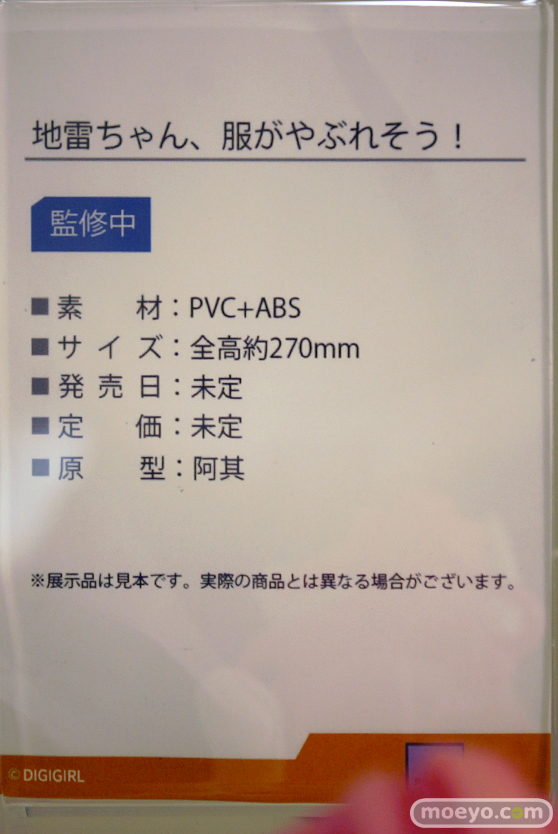 地雷ちゃん、服がやぶれそう！
監修中
■素　材：PVC+ABS
■サイズ：全高約270mm
■発売日：未定
■定　価：未定
■原　型：阿其
※展示品は見本です。実際の商品とは異なる場合がございます。
© DIGIGIRL
moeyo.com